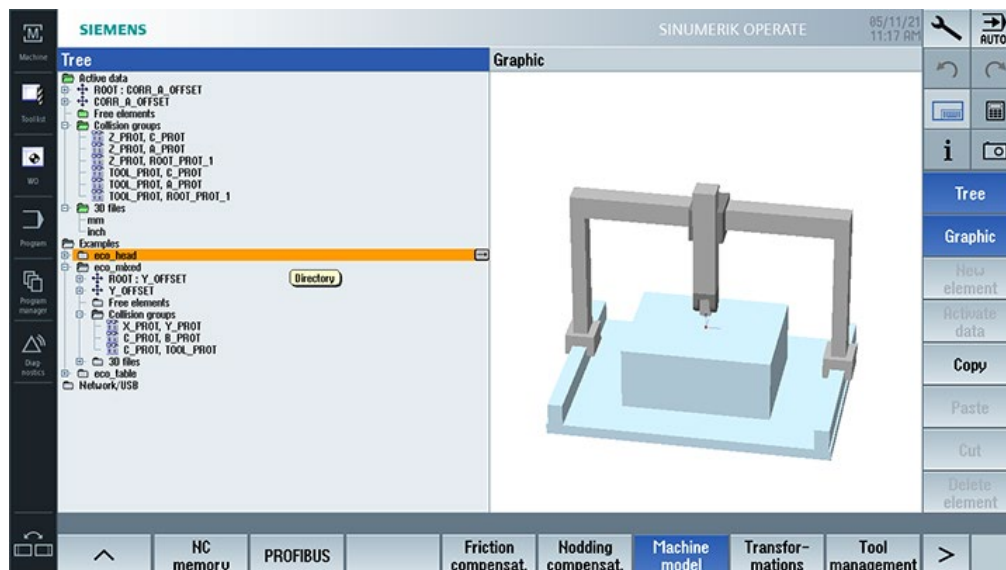 SIEMENS
SINUMERIK OPERATE
05/11/21
11:17 AM
M
Machine
Tool list
WO
Program
Program
manager
Diag-
nostics
AUTO
Tree
Active data
ROOT : CORR_A_OFFSET
CORR_A_OFFSET
Free elements
Collision groups
Z_PROT, C_PROT
Z_PROT, A_PROT
Z_PROT, ROOT_PROT_1
TOOL_PROT, C_PROT
TOOL_PROT, A_PROT
TOOL_PROT, ROOT_PROT_1
3D files
mm
inch
Examples
eco_head
eco_mixed
ROOT : Y_OFFSET
Y_OFFSET
Free elements
Collision groups
X_PROT, Y_PROT
C_PROT, B_PROT
C_PROT, TOOL_PROT
3D files
eco_table
Network/USB
Directory
Graphic
i
Tree
Graphic
New
element
Activate
data
Copy
Paste
Cut
Delete
element
NC
memory
PROFIBUS
Friction
compensat.
Nodding
compensat.
Machine
model
Transfor-
mations
Tool
management
>